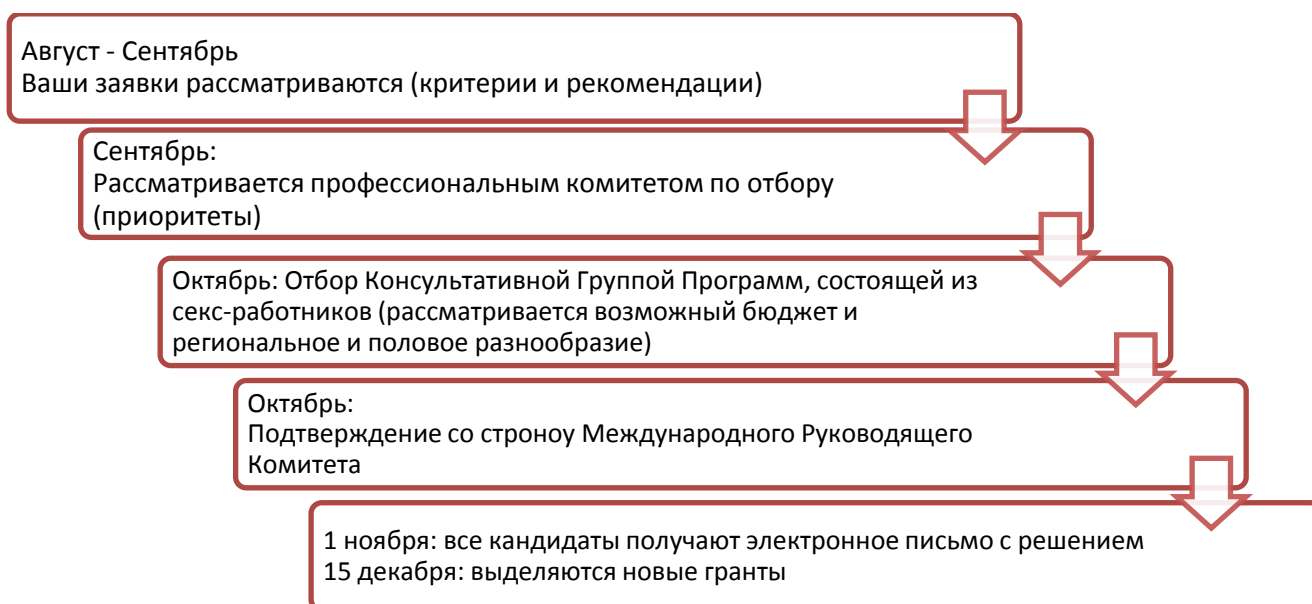 Август - Сентябрь
Ваши заявки рассматриваются (критерии и рекомендации)
Сентябрь:
Рассматривается профессиональным комитетом по отбору
(приоритеты)
Октябрь: Отбор Консультативной Группой Программ, состоящей из
секс-работников (рассматривается возможный бюджет и
региональное и половое разнообразие)
Октябрь:
Подтверждение со строноу Международного Руководящего
Комитета
1 ноября: все кандидаты получают электронное письмо с решением
15 декабря: выделяются новые гранты